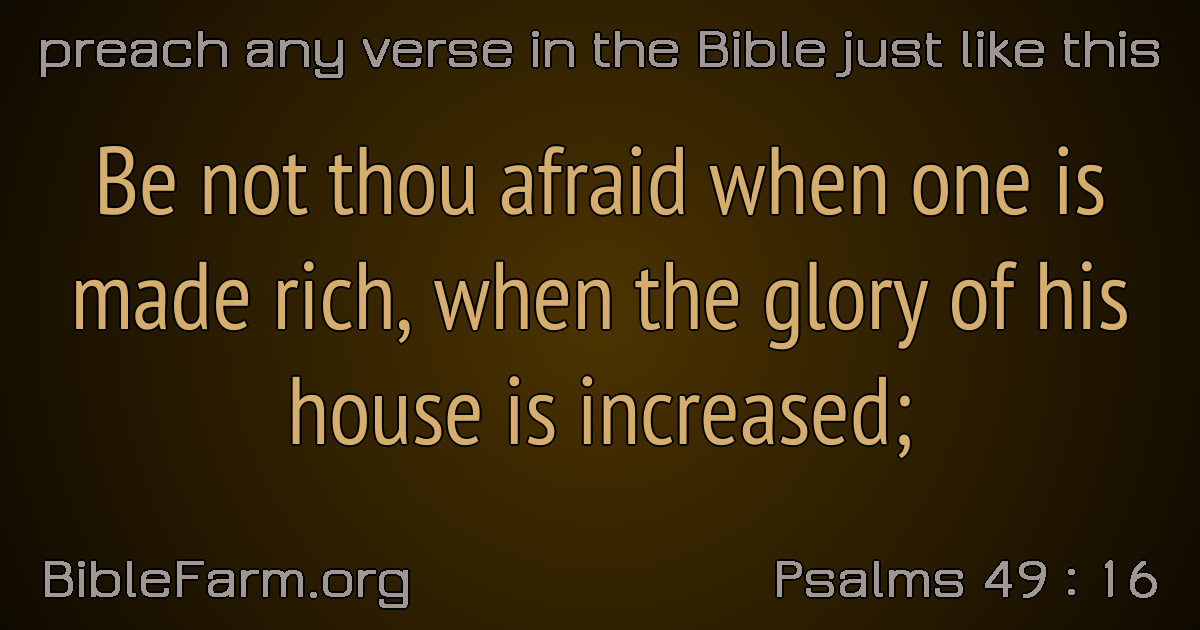 preach any verse in the Bible just like this
Be not thou afraid when one is
made rich, when the glory of his
house is increased;
BibleFarm.org
Psalms 49 : 16